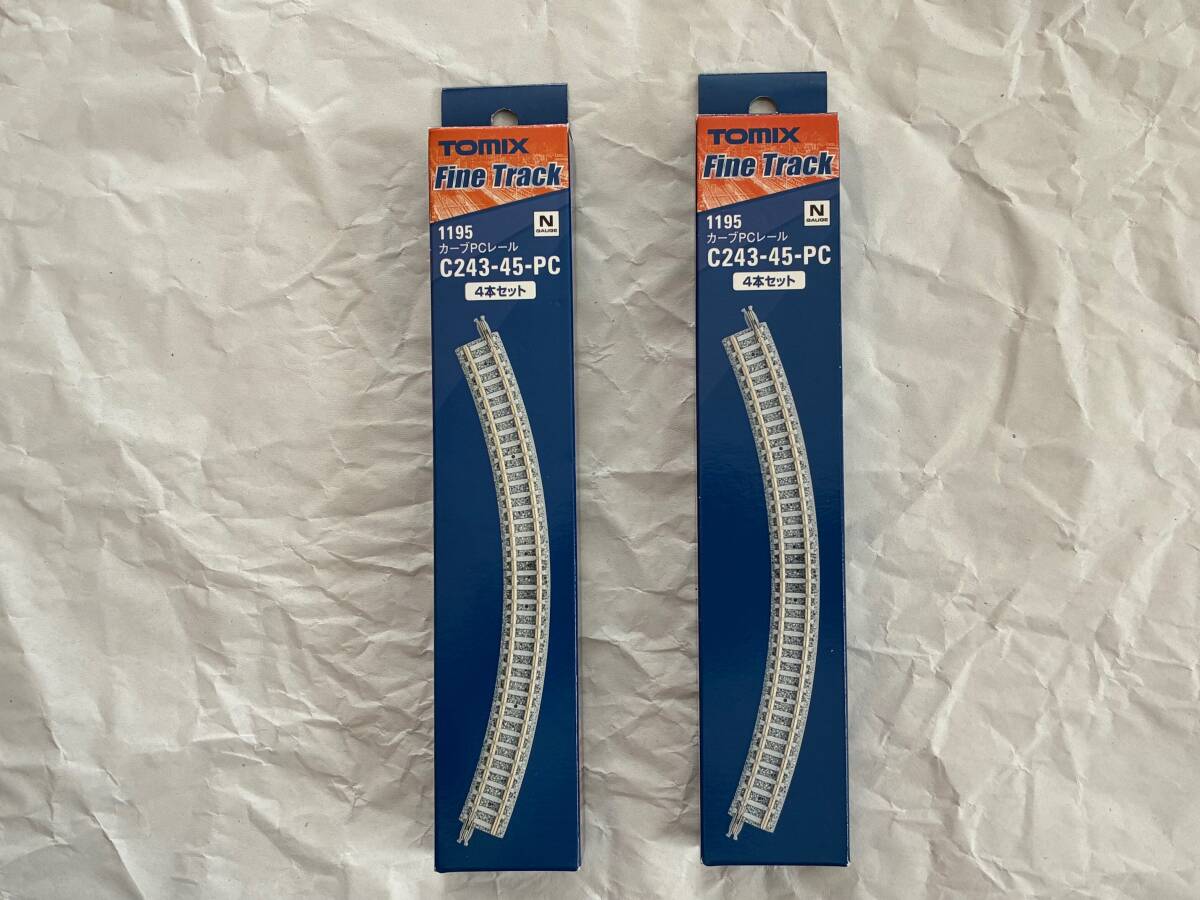 TOMIX
Fine Track
N
GAUGE
1195
カーブPCレール
C243-45-PC
4本セット
TOMIX
Fine Track
N
GAUGE
1195
カーブPCレール
C243-45-PC
4本セット